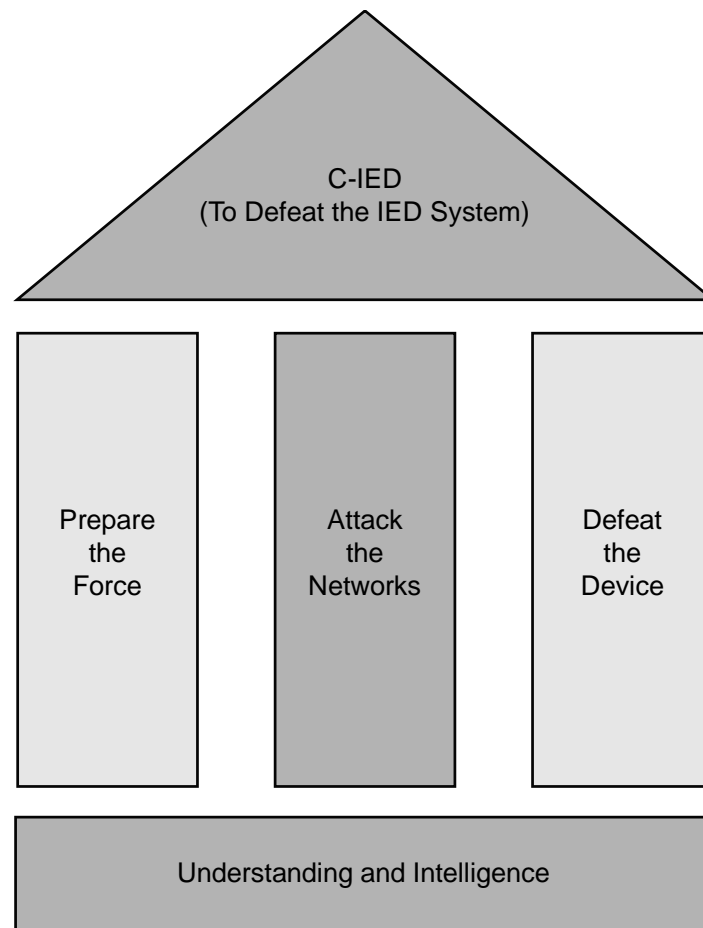 C-IED
(To Defeat the IED System)
Prepare
the
Force
Attack
the
Networks
Defeat
the
Device
Understanding and Intelligence